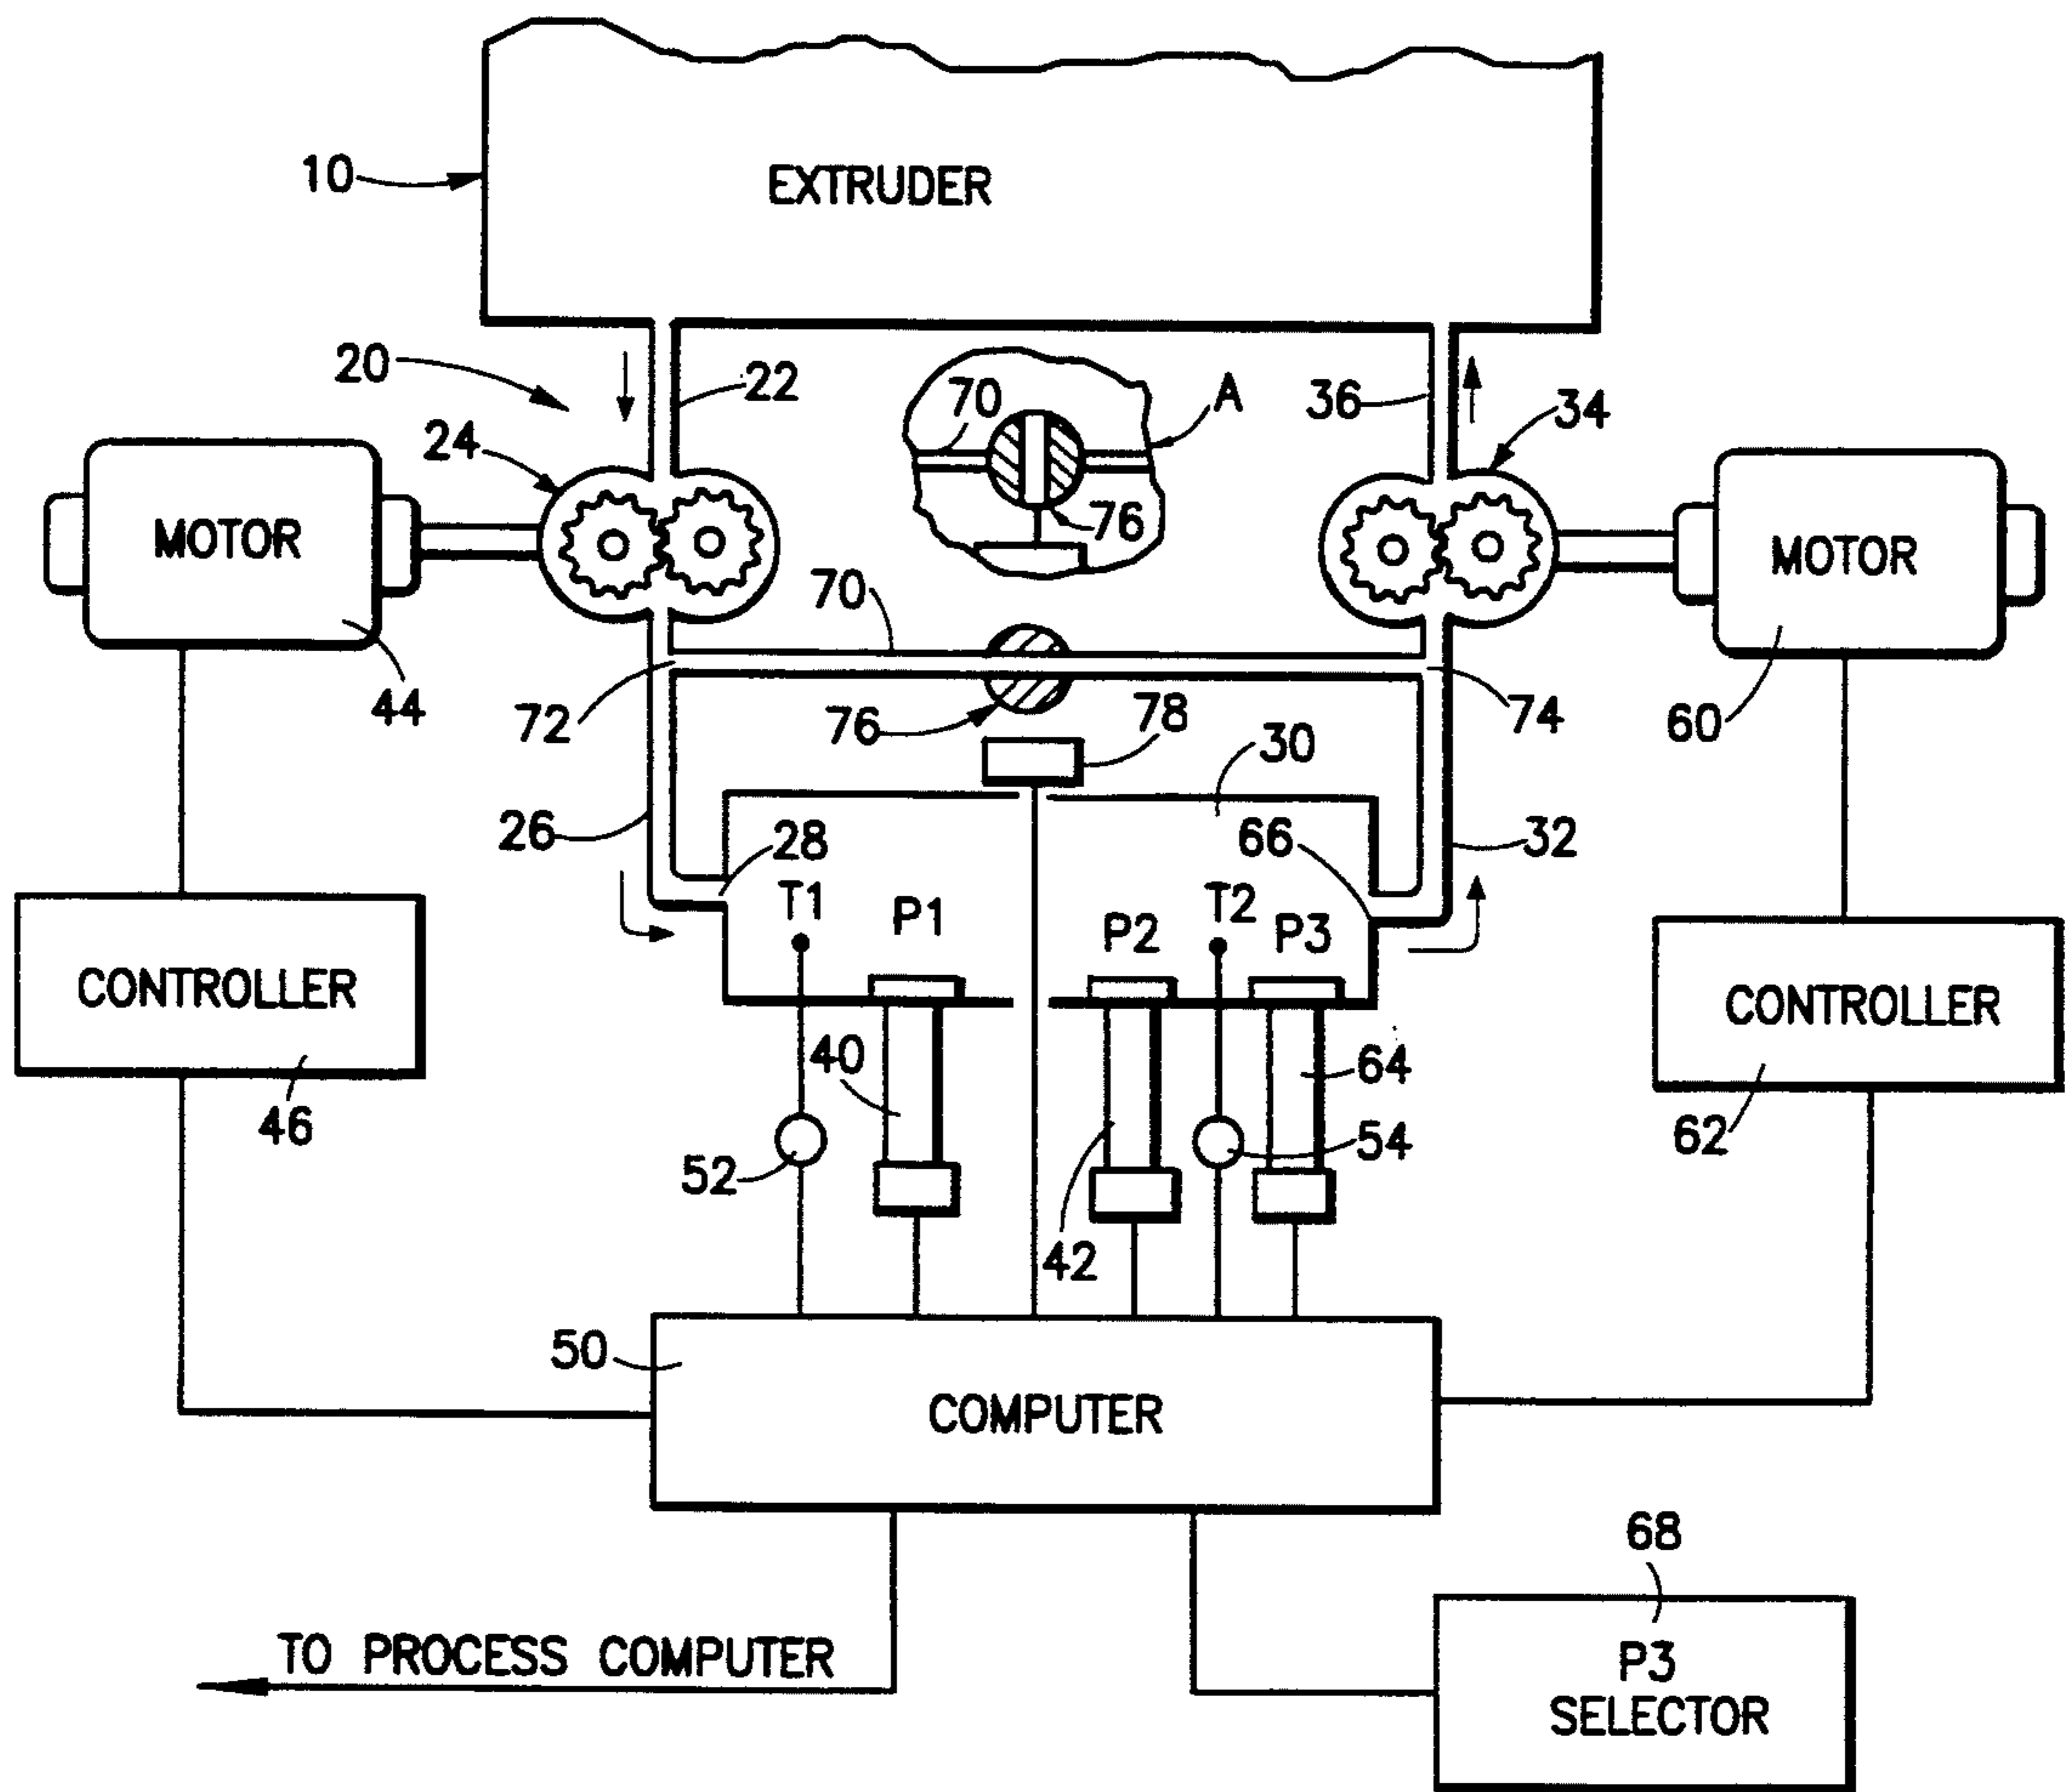 EXTRUDER
10
20
22
24
70
A
36
34
76
MOTOR
MOTOR
70
44
72
76
78
74
60
30
26
28
66
32
T1
P1
P2
T2
P3
CONTROLLER
CONTROLLER
40
64
46
52
42
54
62
50
COMPUTER
68
TO PROCESS COMPUTER
P3
SELECTOR